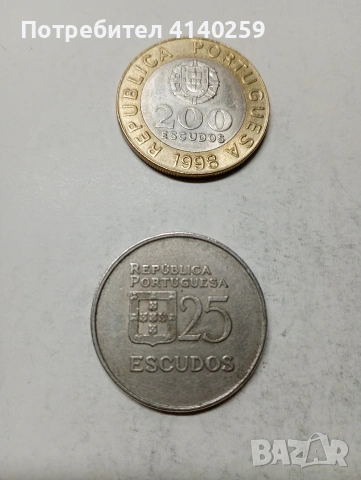 Потребител 4140259
REPUBLICA PORTUGUESA
200
ESCUDOS
1998
REPÚBLICA
PORTUGUESA
25
ESCUDOS
BAZAR